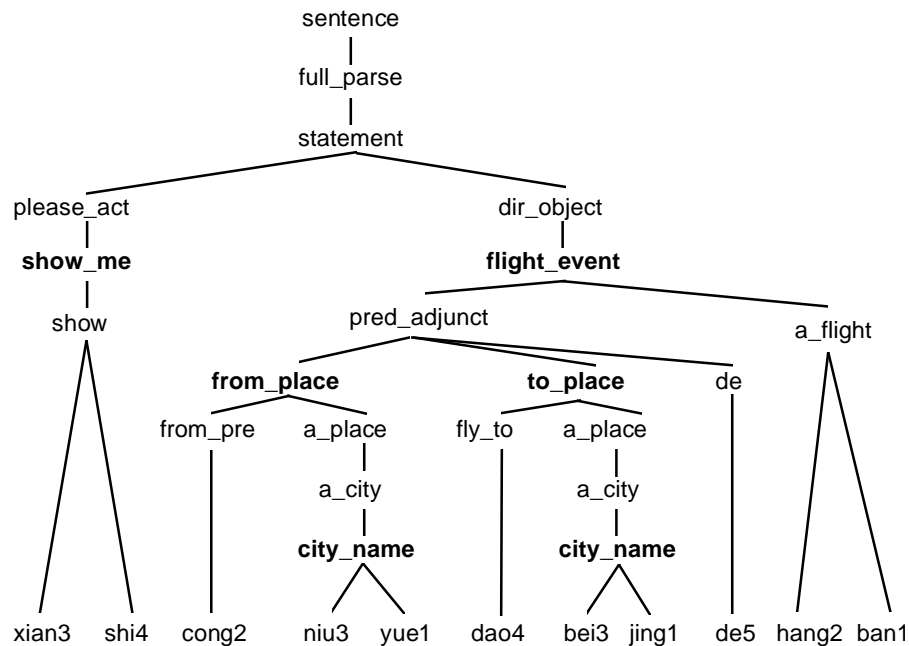 sentence
full_parse
statement
please_act dir_object
show_me flight_event
show pred_adjunct a_flight
from_place to_place de
from_pre a_place fly_to a_place
a_city a_city
city_name city_name
xian3 shi4 cong2 niu3 yue1 dao4 bei3 jing1 de5 hang2 ban1